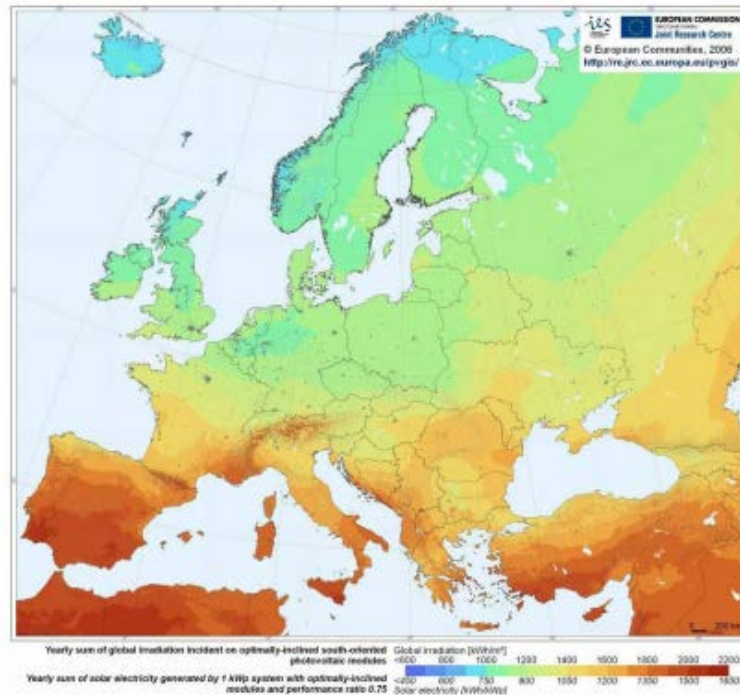 EUROPEAN COMMISSION
Joint Research Centre
© European Communities, 2006
http://re.jrc.ec.europa.eu/pvgis/
Yearly sum of global irradiation incident on optimally-inclined south-oriented
photovoltaic modules
Global irradiation [kWh/m²]
<600 800 1000 1200 1400 1600 1800 2000 2200
<450 600 750 900 1050 1200 1350 1500 1650
Yearly sum of solar electricity generated by 1 kWp system with optimally-inclined
modules and performance ratio 0.75
Solar electricity [kWh/kWp]